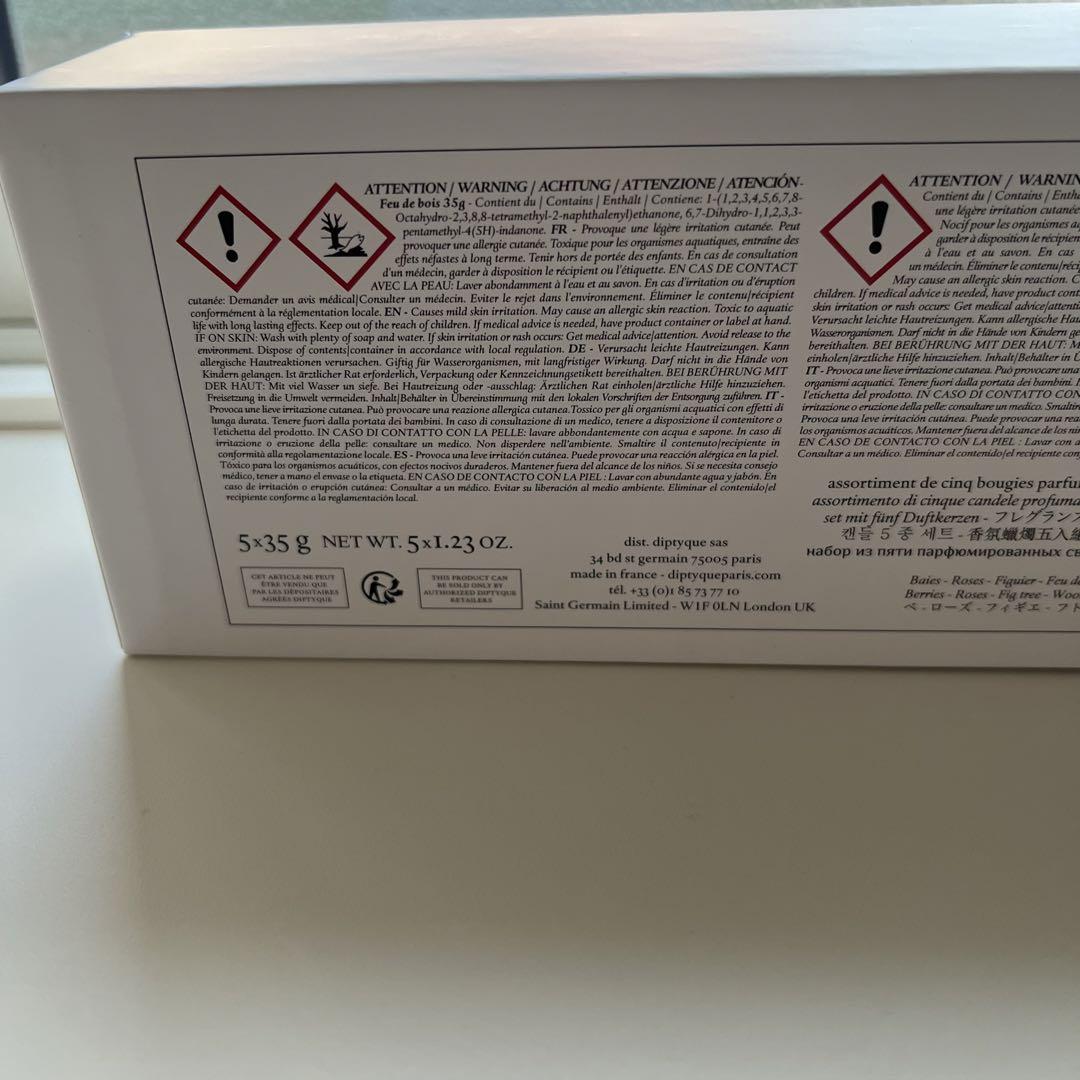 ATTENTION / WARNING / ACHTUNG / ATTENZIONE / ATENCIÓN-
Feu de bois 35g - Contient du | Contains | Enthält | Contiene: 1-(1,2,3,4,5,6,7,8-
Octahydro-2,3,8,8-tetramethyl-2-naphthalenyl)ethanone, 6,7-Dihydro-1,1,2,3,3-
pentamethyl-4(5H)-indanone. FR - Provoque une légère irritation cutanée. Peut
provoquer une allergie cutanée. Toxique pour les organismes aquatiques, entraîne des
effets néfastes à long terme. Tenir hors de portée des enfants. En cas de consultation
d'un médecin, garder à disposition le récipient ou l'étiquette. EN CAS DE CONTACT
AVEC LA PEAU: Laver abondamment à l'eau et au savon. En cas d'irritation ou d'éruption
cutanée: Demander un avis médical|Consulter un médecin. Eviter le rejet dans l'environnement. Éliminer le contenu|récipient
conformément à la réglementation locale. EN - Causes mild skin irritation. May cause an allergic skin reaction. Toxic to aquatic
life with long lasting effects. Keep out of the reach of children. If medical advice is needed, have product container or label at hand.
IF ON SKIN: Wash with plenty of soap and water. If skin irritation or rash occurs: Get medical advice|attention. Avoid release to the
environment. Dispose of contents|container in accordance with local regulation. DE - Verursacht leichte Hautreizungen. Kann
allergische Hautreaktionen verursachen. Giftig für Wasserorganismen, mit langfristiger Wirkung. Darf nicht in die Hände von
Kindern gelangen. Ist ärztlicher Rat erforderlich, Verpackung oder Kennzeichnungsetikett bereithalten. BEI BERÜHRUNG MIT
DER HAUT: Mit viel Wasser un siefe. Bei Hautreizung oder -ausschlag: Ärztlichen Rat einholen|ärztliche Hilfe hinzuziehen.
Freisetzung in die Umwelt vermeiden. Inhalt|Behälter in Übereinstimmung mit den lokalen Vorschriften der Entsorgung zuführen. IT -
Provoca une lieve irritazione cutanea. Può provocare una reazione allergica cutanea.Tossico per gli organismi acquatici con effetti di
lunga durata. Tenere fuori dalla portata dei bambini. In caso di consultazione di un medico, tenere a disposizione il contenitore o
l'etichetta del prodotto. IN CASO DI CONTATTO CON LA PELLE: lavare abbondantemente con acqua e sapone. In caso di
irritazione o eruzione della pelle: consultare un medico. Non disperdere nell'ambiente. Smaltire il contenuto|recipiente in
conformità alla regolamentazione locale. ES - Provoca una leve irritación cutánea. Puede provocar una reacción alérgica en la piel.
Tóxico para los organismos acuáticos, con efectos nocivos duraderos. Mantener fuera del alcance de los niños. Si se necesita consejo
médico, tener a mano el envase o la etiqueta. EN CASO DE CONTACTO CON LA PIEL : Lavar con abundante agua y jabón. En
caso de irritación o erupción cutánea: Consultar a un médico. Evitar su liberación al medio ambiente. Eliminar el contenido|el
recipiente conforme a la reglamentación local.
5x35 g NET WT. 5x1.23 OZ.
CET ARTICLE NE PEUT
ÊTRE VENDU QUE
PAR LES DÉPOSITAIRES
AGRÉÉS DIPTYQUE
THIS PRODUCT CAN
BE SOLD ONLY BY
AUTHORIZED DIPTYQUE
RETAILERS
dist. diptyque sas
34 bd st germain 75005 paris
made in france - diptyqueparis.com
tél. +33 (0)1 85 73 77 10
Saint Germain Limited - W1F 0LN London UK
ATTENTION / WARNIN
Contient du | Contains | Enth
une légère irritation cutanée
Nocif pour les organismes aq
garder à disposition le récipien
à l'eau et au savon. En cas
un médecin. Éliminer le contenu|réci
May cause an allergic skin reaction. C
children. If medical advice is needed, have product cont
skin irritation or rash occurs: Get medical advice|attenti
Verursacht leichte Hautreizungen. Kann allergische Hau
Wasserorganismen. Darf nicht in die Hände von Kindern ge
bereithalten. BEI BERÜHRUNG MIT DER HAUT: M
einholen|ärztliche Hilfe hinzuziehen. Inhalt|Behälter in Ü
IT - Provoca une lieve irritazione cutanea. Può provocare una
organismi acquatici. Tenere fuori dalla portata dei bambini. I
l'etichetta del prodotto. IN CASO DI CONTATTO CON
irritazione o eruzione della pelle: consultare un medico. Smaltir
Provoca una leve irritación cutánea. Puede provocar una rea
los organismos acuáticos. Mantener fuera del alcance de los nin
EN CASO DE CONTACTO CON LA PIEL : Lavar con a
Consultar a un médico. Eliminar el contenido|el recipiente con
assortiment de cinq bougies parfu
assortimento di cinque candele profuma
set mit fünf Duftkerzen - フレグランス
캔들 5 종 세트 - 香氛蠟燭五入組
набор из пяти парфюмированных св
Baies - Roses - Figuier - Feu d
Berries - Roses - Fig tree - Woo
ベ - ローズ - フィギエ - フ